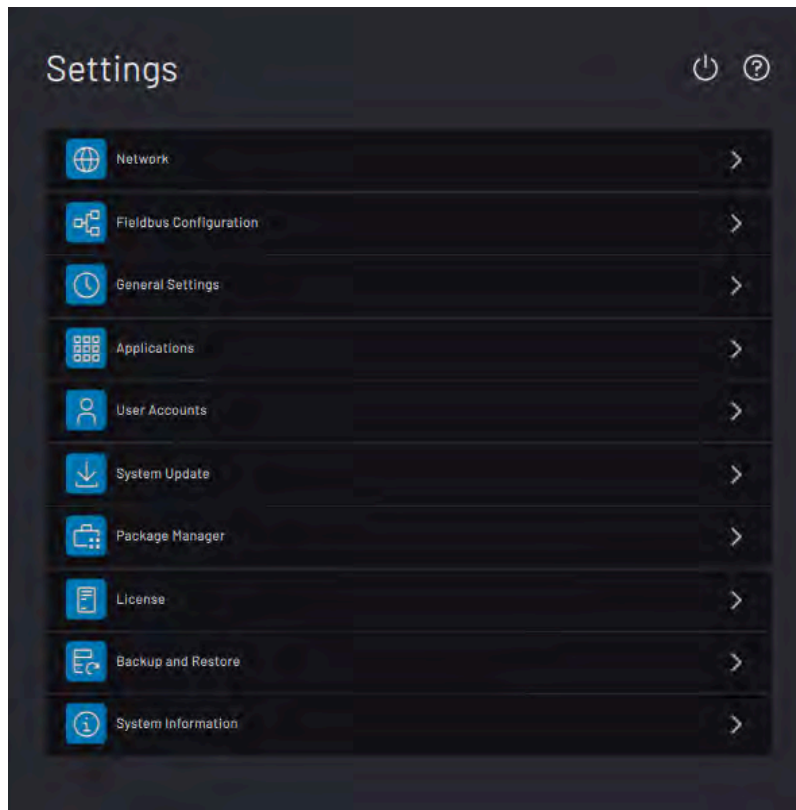 Settings
Network
Fieldbus Configuration
General Settings
Applications
User Accounts
System Update
Package Manager
License
Backup and Restore
System Information